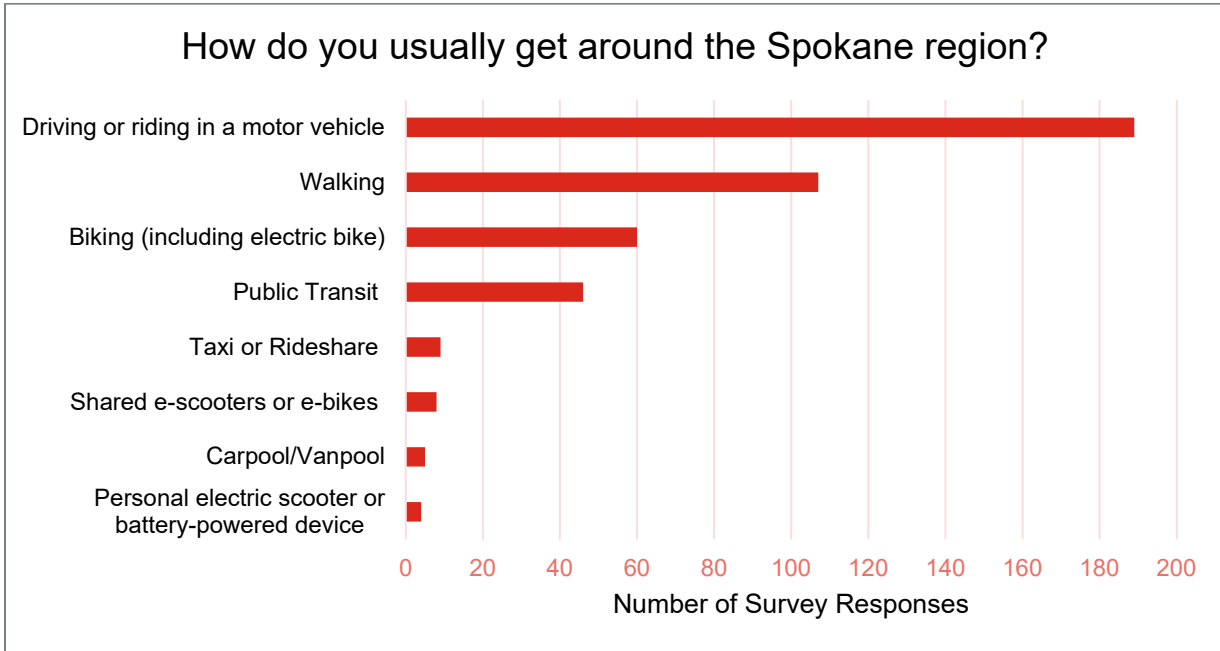 How do you usually get around the Spokane region?
Driving or riding in a motor vehicle
Walking
Biking (including electric bike)
Public Transit
Taxi or Rideshare
Shared e-scooters or e-bikes
Carpool/Vanpool
Personal electric scooter or
battery-powered device
0 20 40 60 80 100 120 140 160 180 200
Number of Survey Responses